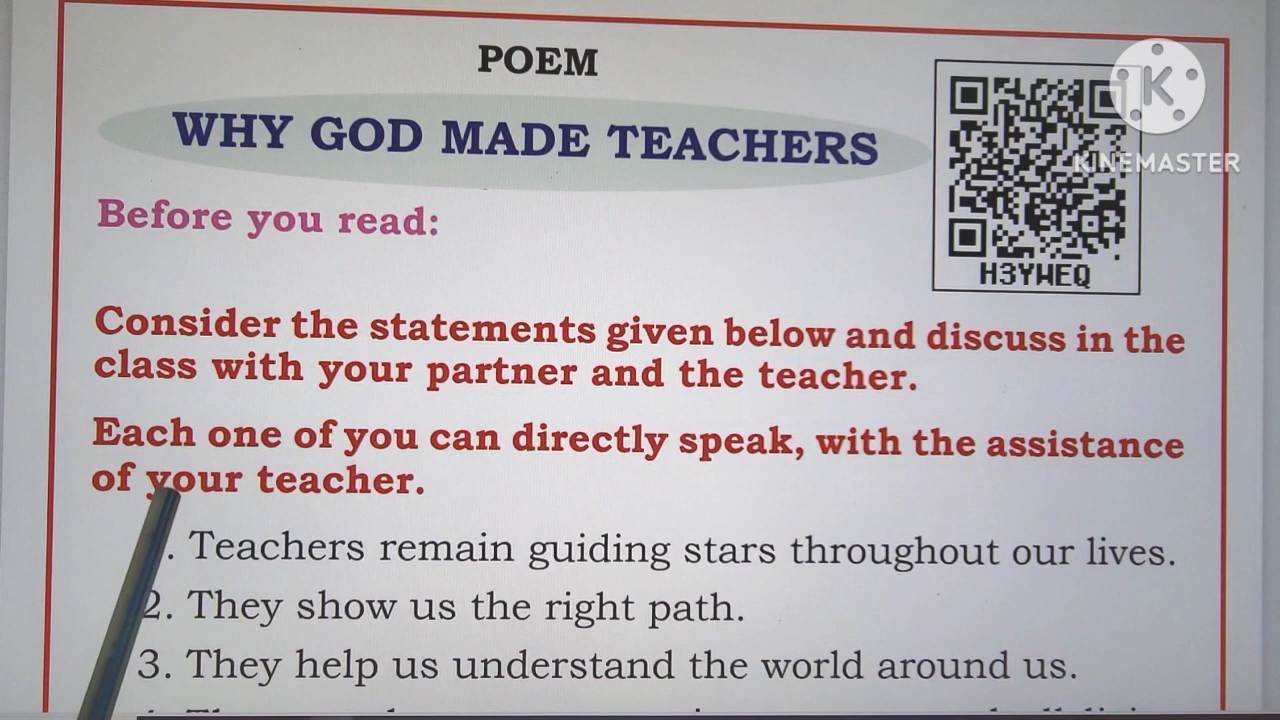 POEM
WHY GOD MADE TEACHERS
KINEMASTER
H3YWEQ
Before you read:
Consider the statements given below and discuss in the
class with your partner and the teacher.
Each one of you can directly speak, with the assistance
of your teacher.
. Teachers remain guiding stars throughout our lives.
2. They show us the right path.
3. They help us understand the world around us.